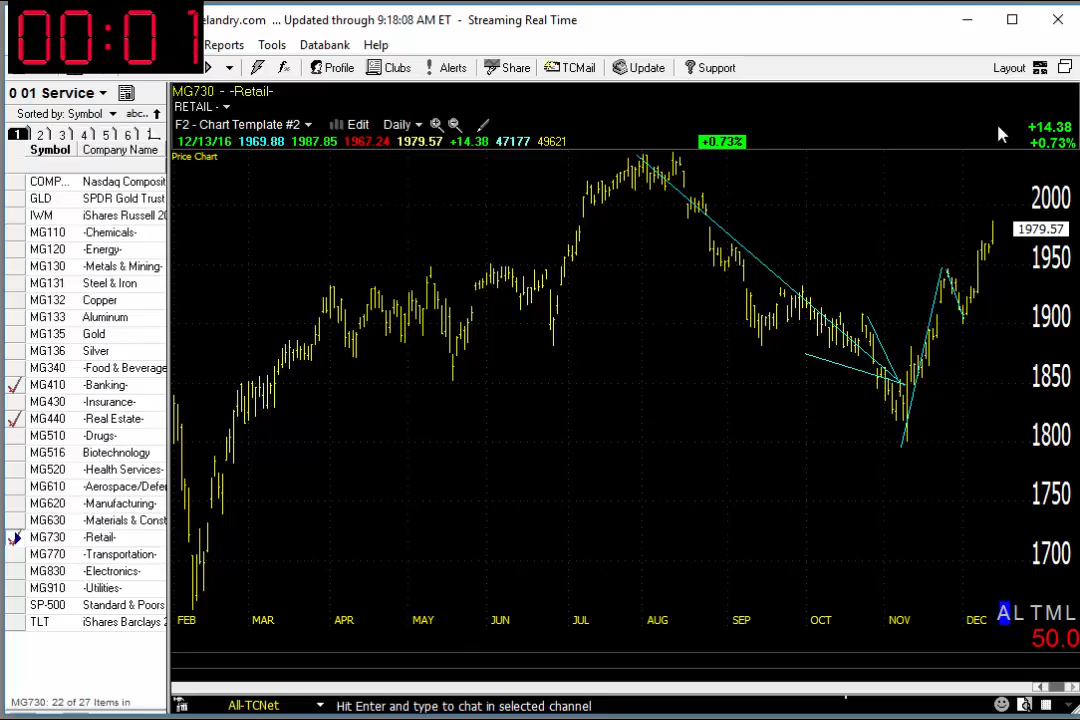 00:01
elandry.com ... Updated through 9:18:08 AM ET - Streaming Real Time
Reports Tools Databank Help
Profile Clubs Alerts Share TCMail Update Support Layout
0 01 Service
Sorted by: Symbol abc..
1 2 3 4 5 6
Symbol Company Name
COMP... Nasdaq Composit
GLD SPDR Gold Trust
IWM iShares Russell 20
MG110 -Chemicals-
MG120 -Energy-
MG130 -Metals & Mining-
MG131 Steel & Iron
MG132 Copper
MG133 Aluminum
MG135 Gold
MG136 Silver
MG340 -Food & Beverage
MG410 -Banking-
MG430 -Insurance-
MG440 -Real Estate-
MG510 -Drugs-
MG516 Biotechnology
MG520 -Health Services-
MG610 -Aerospace/Defer
MG620 -Manufacturing-
MG630 -Materials & Const
MG730 -Retail-
MG770 -Transportation-
MG830 -Electronics-
MG910 -Utilities-
SP-500 Standard & Poors
TLT iShares Barclays 2
MG730: 22 of 27 Items in
MG730 - -Retail-
RETAIL -
F2 - Chart Template #2 Edit Daily
12/13/16 1969.88 1987.85 1967.24 1979.57 +14.38 47177 49621 +0.73%
+14.38
+0.73%
Price Chart
2000
1979.57
1950
1900
1850
1800
1750
1700
A L T M L
FEB MAR APR MAY JUN JUL AUG SEP OCT NOV DEC
50.0
All-TCNet Hit Enter and type to chat in selected channel